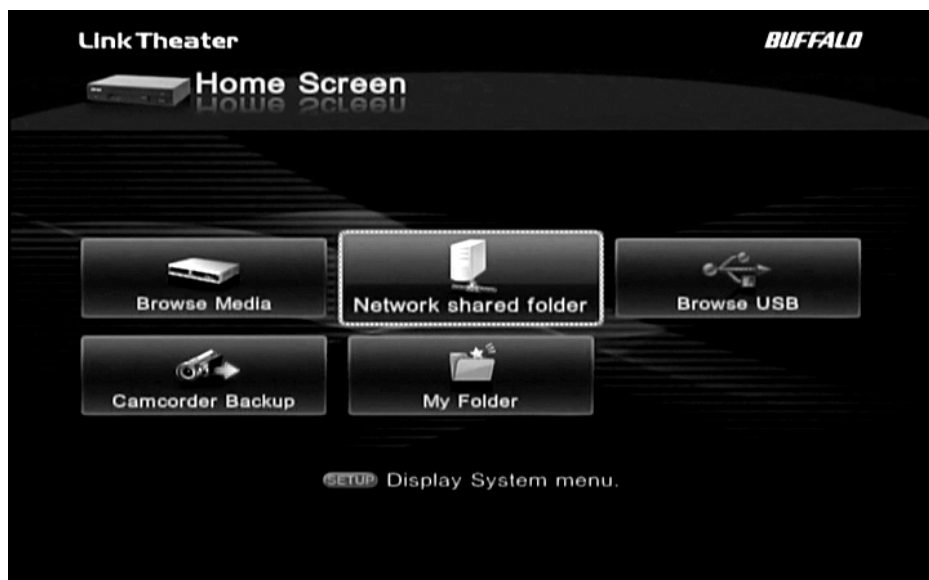 LinkTheater
BUFFALO
Home Screen
Browse Media
Network shared folder
Browse USB
Camcorder Backup
My Folder
SETUP Display System menu.